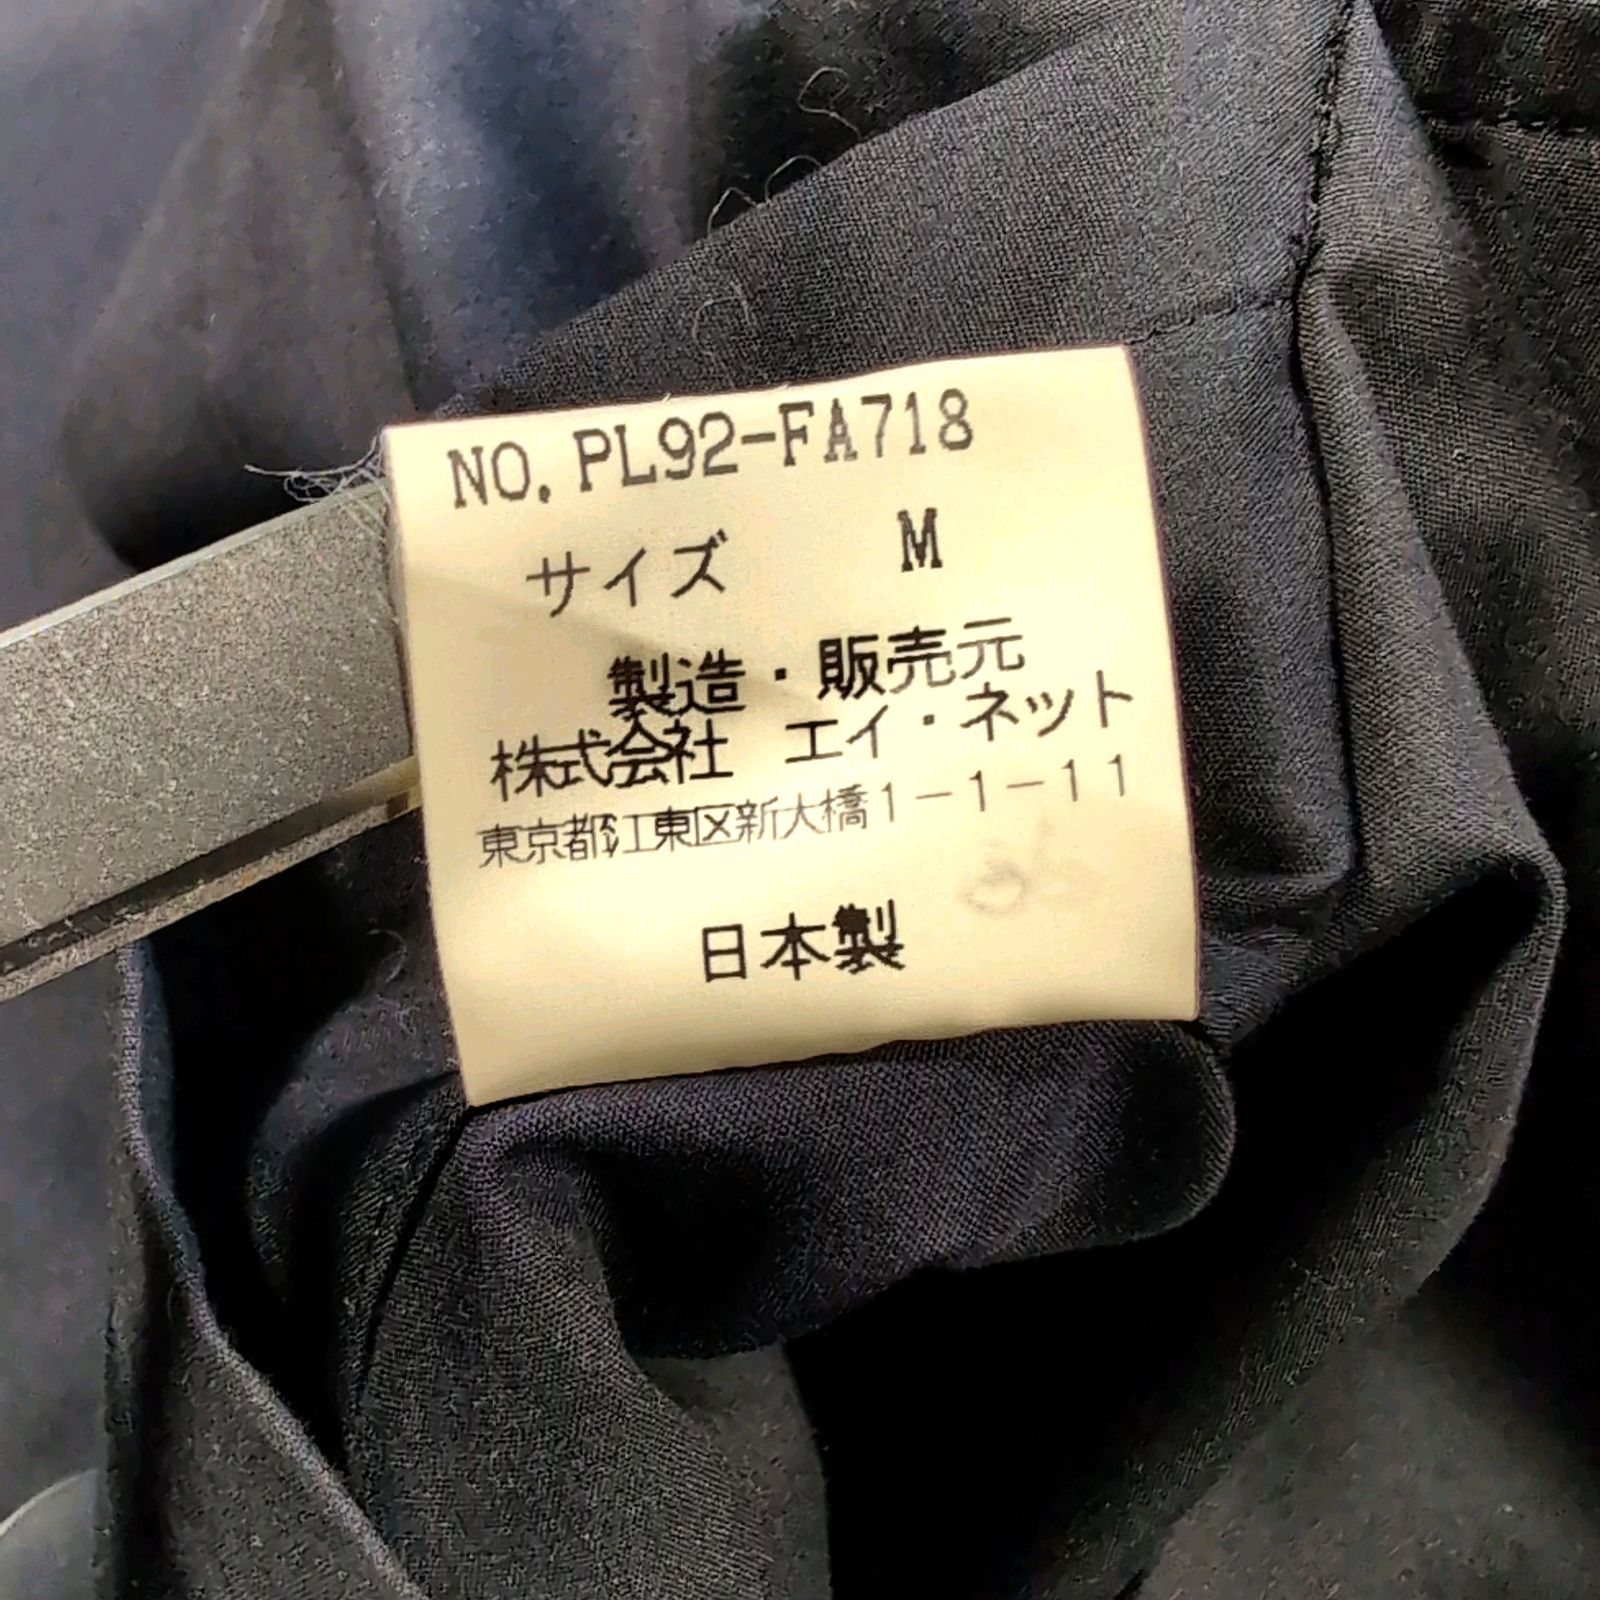 NO. PL92-FA718
サイズ M
製造・販売元
株式会社 エイ・ネット
東京都江東区新大橋1-1-11
日本製